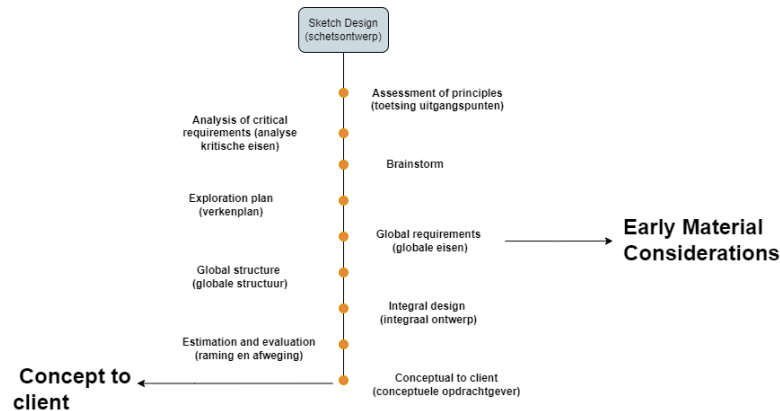 Sketch Design
(schetsontwerp)
Assessment of principles
(toetsing uitgangspunten)
Analysis of critical
requirements (analyse
kritische eisen)
Brainstorm
Exploration plan
(verkenplan)
Global requirements
(globale eisen)
Early Material
Considerations
Global structure
(globale structuur)
Integral design
(integraal ontwerp)
Estimation and evaluation
(raming en afweging)
Conceptual to client
(conceptuele opdrachtgever)
Concept to
client